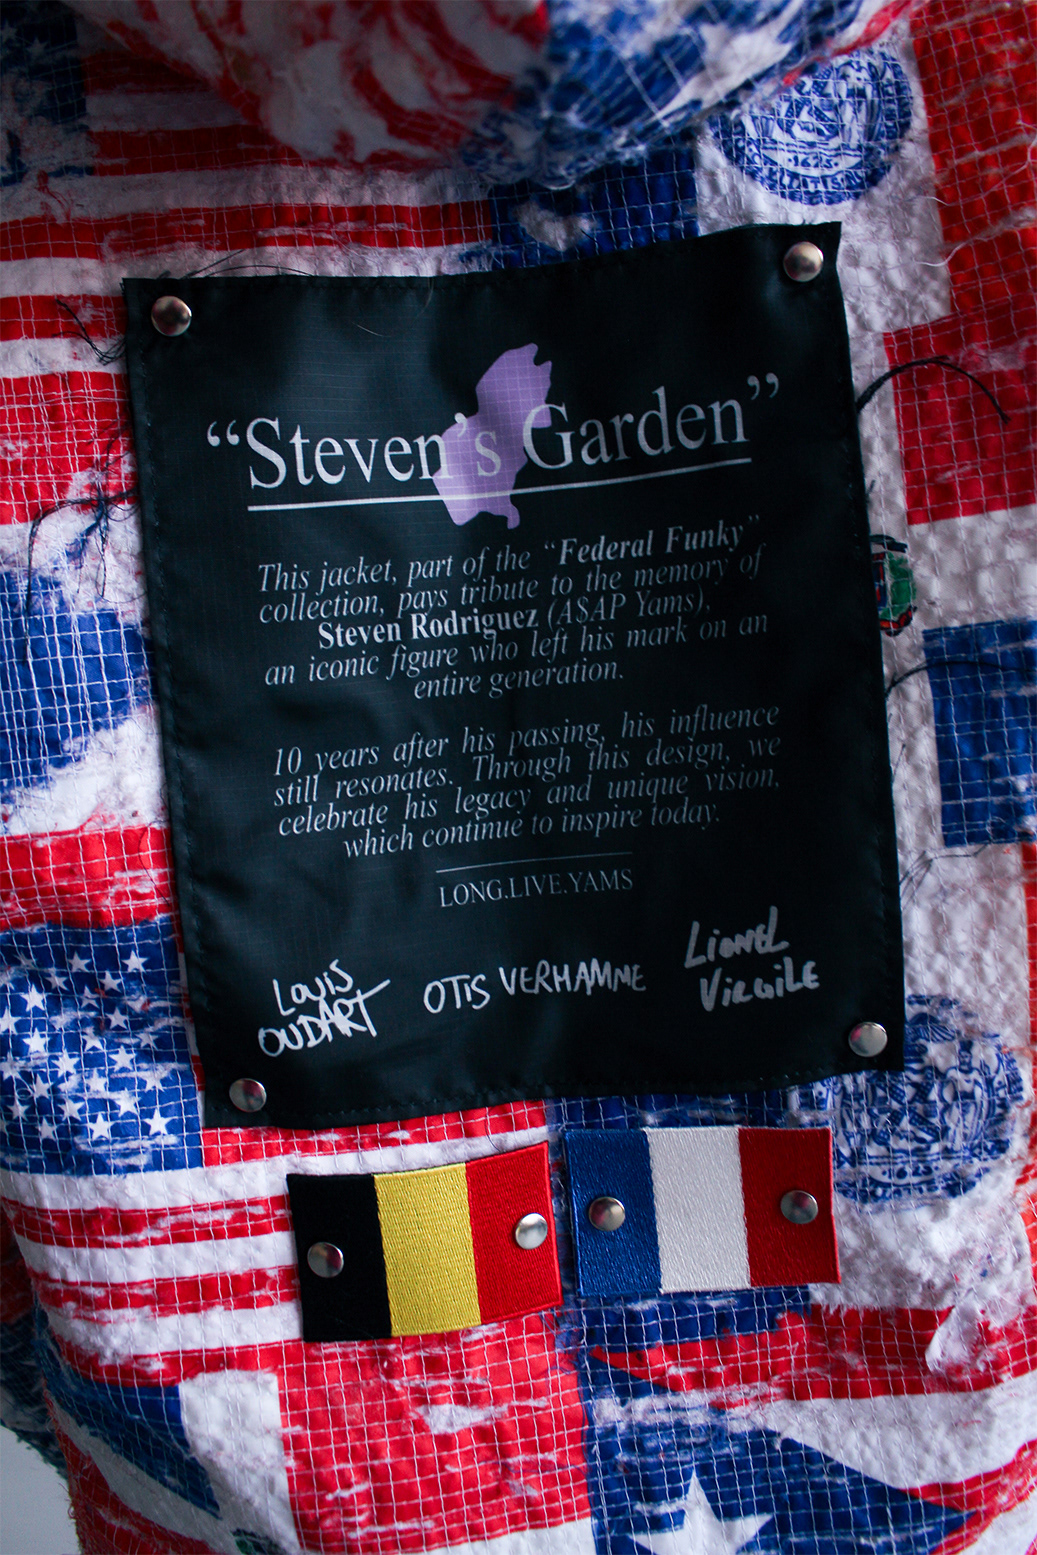 “Steven's Garden”
This jacket, part of the “Federal Funky”
collection, pays tribute to the memory of
Steven Rodriguez (A$AP Yams),
an iconic figure who left his mark on an
entire generation.
10 years after his passing, his influence
still resonates. Through this design, we
celebrate his legacy and unique vision,
which continue to inspire today.
LONG.LIVE.YAMS
LOUIS
OUDART
OTIS VERHAMME
LIONEL
VIRGILE